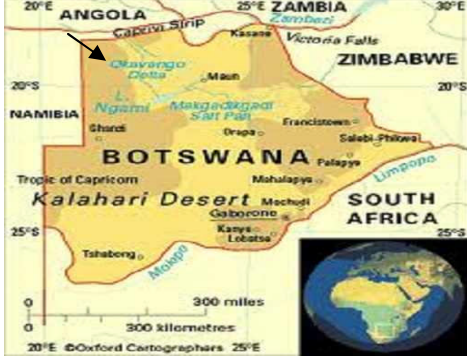 20°E 25°E ZAMBIA 30°E
ANGOLA
Caprivi Strip Zambezi
Kasane Victoria Falls
Okavango
Delta
ZIMBABWE
Maun
20°S 20°S
L.
Ngami
Makgadikgadi
Salt Pan
NAMIBIA
Francistown
Ghanzi
Orapa
Selebi-Phikwe
BOTSWANA
Palapye
Limpopo
Tropic of Capricorn
Mahalapye
Kalahari Desert
Mochudi
SOUTH
AFRICA
Gaborone
25°S Kanye 25°S
Lobatse
Tshabong
Molopo
0 300 miles
0 300 kilometres
20°E ©Oxford Cartographers 25°E